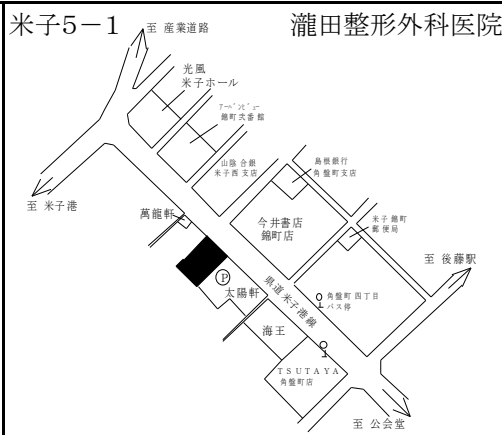 米子5－1
瀧田整形外科医院
至 産業道路
光風
米子ホール
アーバンビュー
錦町弐番館
山陰合銀
米子西支店
島根銀行
角盤町支店
至 米子港
萬龍軒
今井書店
錦町店
米子錦町
郵便局
至 後藤駅
P
太陽軒
県道米子港線
角盤町四丁目
バス停
海王
TSUTAYA
角盤町店
至 公会堂